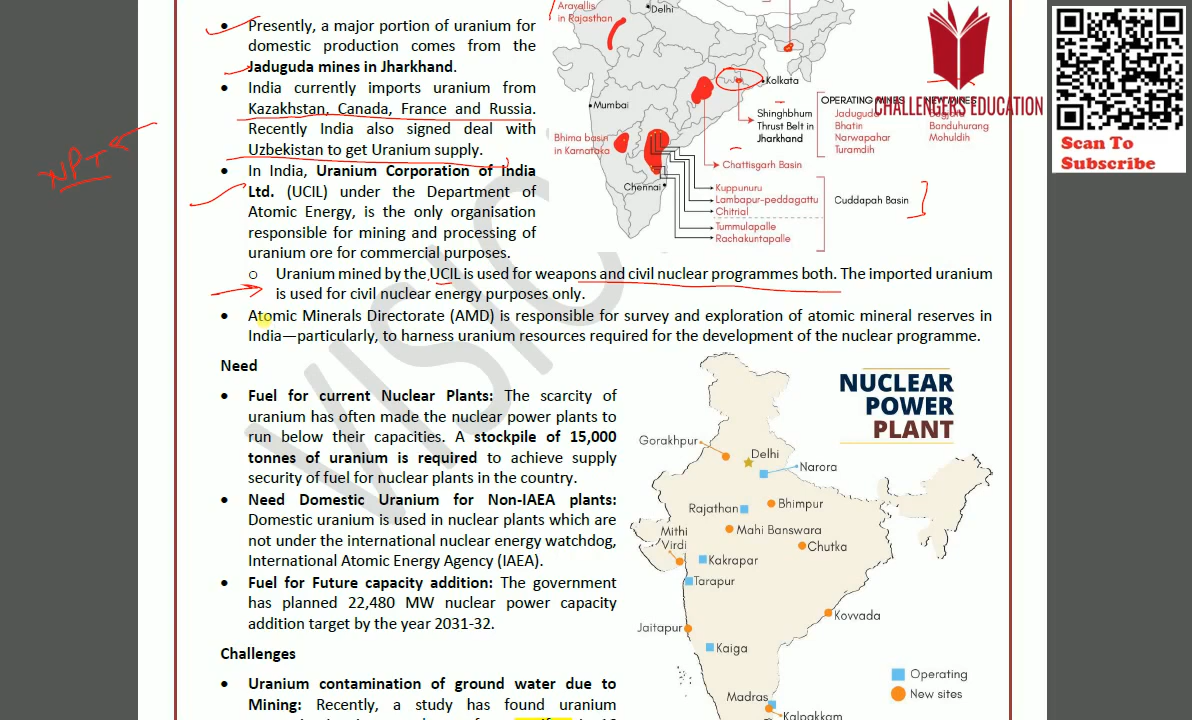 • Presently, a major portion of uranium for
domestic production comes from the
Jaduguda mines in Jharkhand.
• India currently imports uranium from
Kazakhstan, Canada, France and Russia.
Recently India also signed deal with
Uzbekistan to get Uranium supply.
• In India, Uranium Corporation of India
Ltd. (UCIL) under the Department of
Atomic Energy, is the only organisation
responsible for mining and processing of
uranium ore for commercial purposes.
o Uranium mined by the UCIL is used for weapons and civil nuclear programmes both. The imported uranium
is used for civil nuclear energy purposes only.
• Atomic Minerals Directorate (AMD) is responsible for survey and exploration of atomic mineral reserves in
India—particularly, to harness uranium resources required for the development of the nuclear programme.
NPT
Aravallis
in Rajasthan
Delhi
Kolkata
Mumbai
Bhima basin
in Karnataka
Chennai
Shinghbhum
Thrust Belt in
Jharkhand
OPERATING MINES
Jaduguda
Bhatin
Narwapahar
Turamdih
NEW MINES
Banduhurang
Mohuldih
Chattisgarh Basin
Kuppunuru
Lambapur-peddagattu
Chitrial
Tummulapalle
Rachakuntapalle
Cuddapah Basin
CHALLENGERS EDUCATION
Scan To
Subscribe
Need
• Fuel for current Nuclear Plants: The scarcity of
uranium has often made the nuclear power plants to
run below their capacities. A stockpile of 15,000
tonnes of uranium is required to achieve supply
security of fuel for nuclear plants in the country.
• Need Domestic Uranium for Non-IAEA plants:
Domestic uranium is used in nuclear plants which are
not under the international nuclear energy watchdog,
International Atomic Energy Agency (IAEA).
• Fuel for Future capacity addition: The government
has planned 22,480 MW nuclear power capacity
addition target by the year 2031-32.
Challenges
• Uranium contamination of ground water due to
Mining: Recently, a study has found uranium
NUCLEAR
POWER
PLANT
Gorakhpur
Delhi
Narora
Rajathan
Bhimpur
Mahi Banswara
Mithi
Virdi
Chutka
Kakrapar
Tarapur
Kovvada
Jaitapur
Kaiga
Madras
Kalpakkam
Operating
New sites
VISIC